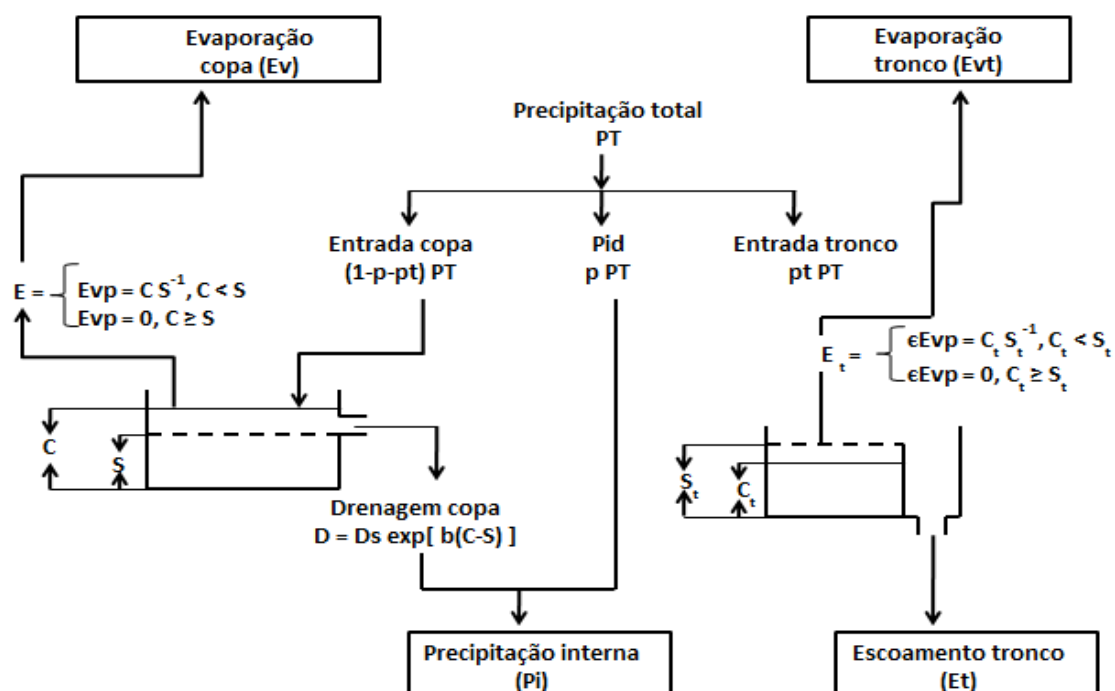 Evaporação
copa (Ev)
Evaporação
tronco (Evt)
Precipitação total
PT
Entrada copa
(1-p-pt) PT
Pid
p PT
Entrada tronco
pt PT
E =
Evp = C S⁻¹, C < S
Evp = 0, C ≥ S
E t =
ϵEvp = Ct St⁻¹, Ct < St
ϵEvp = 0, Ct ≥ St
C
S
St
Ct
Drenagem copa
D = Ds exp[ b(C-S) ]
Precipitação interna
(Pi)
Escoamento tronco
(Et)